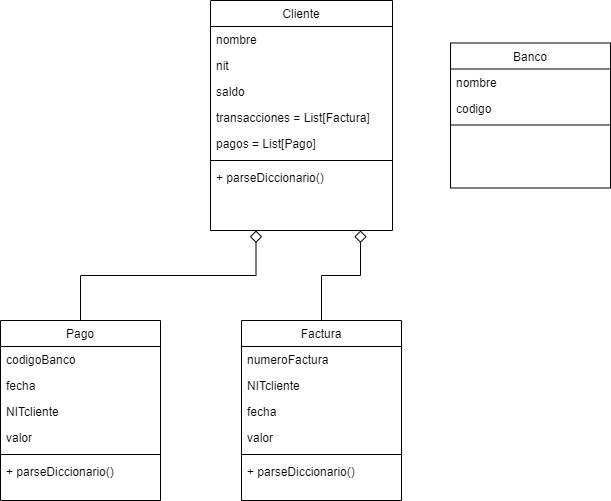 Cliente
nombre
nit
saldo
transacciones = List[Factura]
pagos = List[Pago]
+ parseDiccionario()
Banco
nombre
codigo
Pago
codigoBanco
fecha
NITcliente
valor
+ parseDiccionario()
Factura
numeroFactura
NITcliente
fecha
valor
+ parseDiccionario()